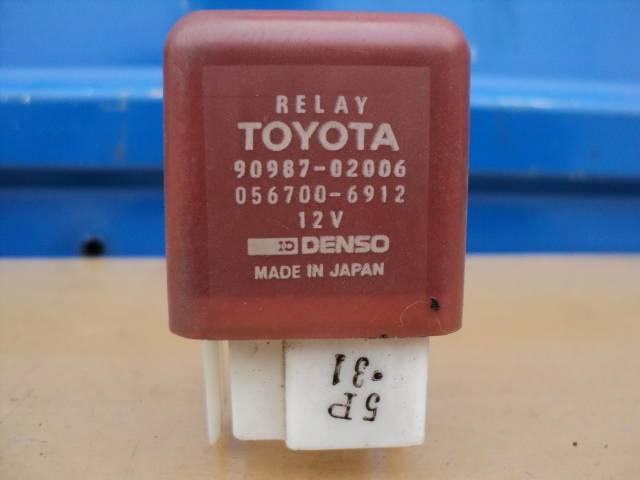 RELAY
TOYOTA
90987-02006
056700-6912
12V
DENSO
MADE IN JAPAN
5P
·31